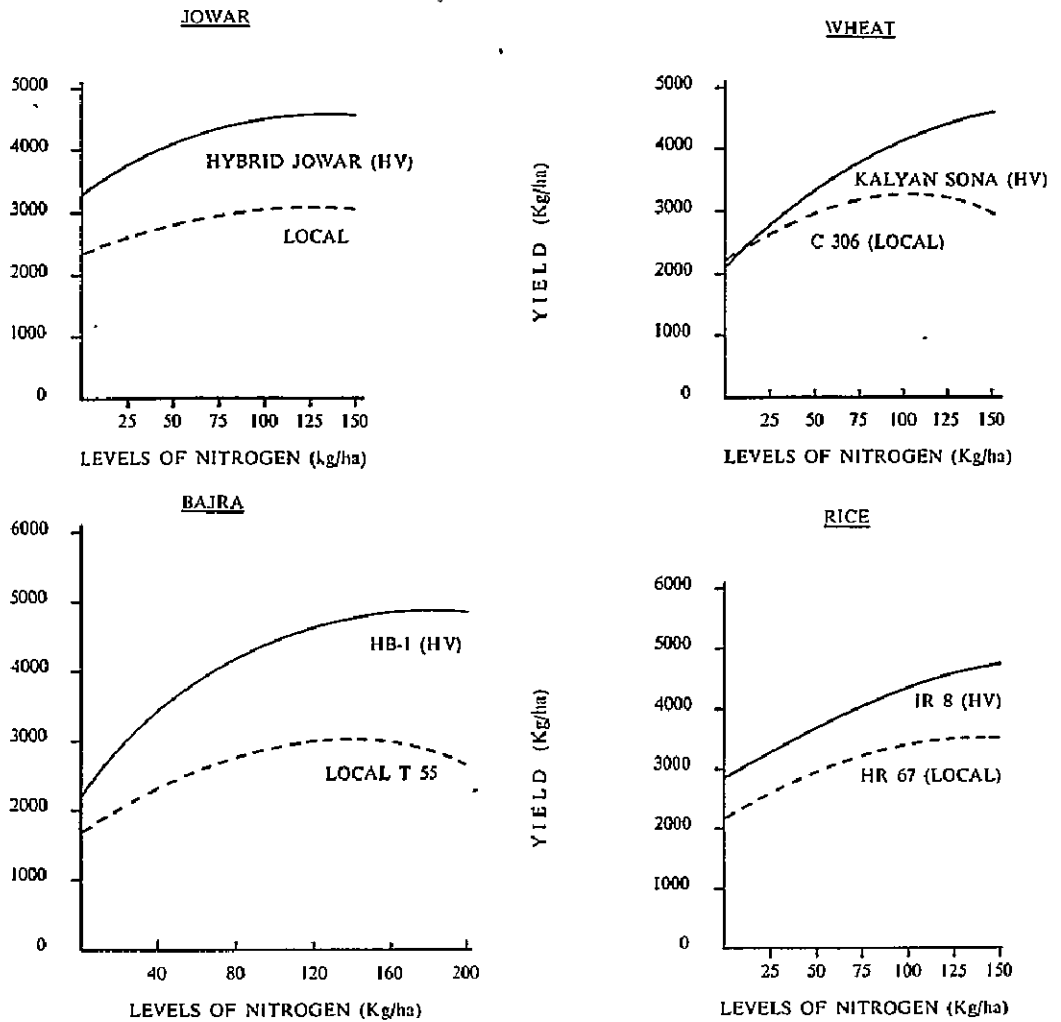 JOWAR
5000
4000
3000
2000
1000
0
HYBRID JOWAR (HV)
LOCAL
25 50 75 100 125 150
LEVELS OF NITROGEN (kg/ha)
WHEAT
YIELD (Kg/ha)
5000
4000
3000
2000
1000
0
KALYAN SONA (HV)
C 306 (LOCAL)
25 50 75 100 125 150
LEVELS OF NITROGEN (Kg/ha)
BAJRA
6000
5000
4000
3000
2000
1000
0
HB-1 (HV)
LOCAL T 55
40 80 120 160 200
LEVELS OF NITROGEN (Kg/ha)
RICE
YIELD (Kg/ha)
6000
5000
4000
3000
2000
1000
0
IR 8 (HV)
HR 67 (LOCAL)
25 50 75 100 125 150
LEVELS OF NITROGEN (Kg/ha)